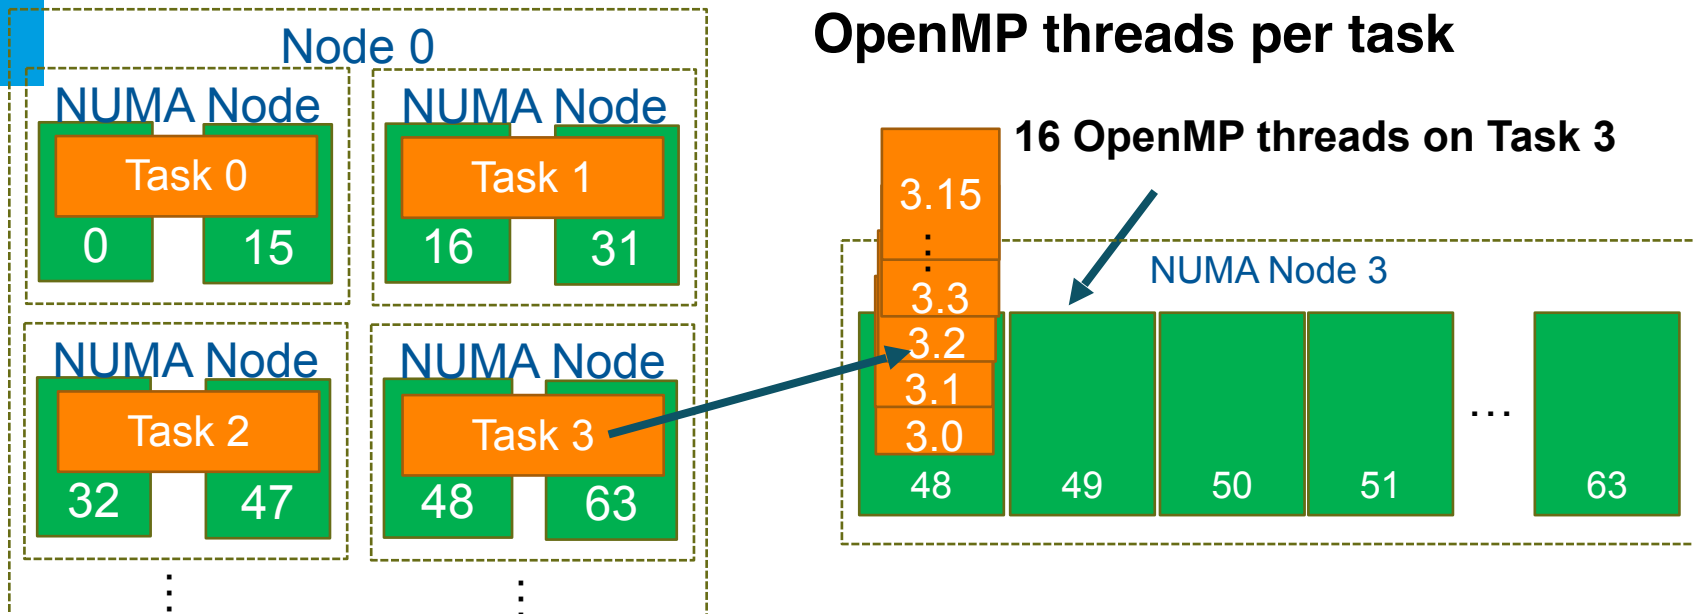 OpenMP threads per task
Node 0
NUMA Node
NUMA Node
Task 0
Task 1
0
15
16
31
NUMA Node
NUMA Node
Task 2
Task 3
32
47
48
63
⋮
⋮
16 OpenMP threads on Task 3
NUMA Node 3
3.15
⋮
3.3
3.2
3.1
3.0
48
49
50
51
...
63